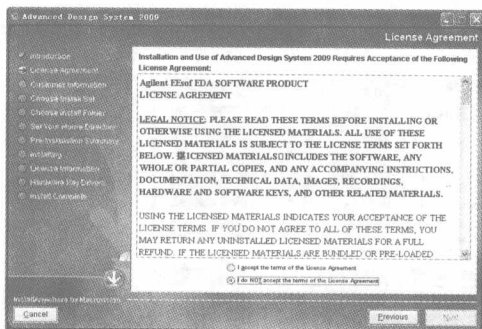 Advanced Design System 2009
License Agreement
Introduction
License Agreement
Customer Information
Choose Install Set
Choose Install Folder
Set Your Home Directory
Pre-Installation Summary
Installing
License Information
Hardware Key Drivers
Install Complete
Installation and Use of Advanced Design System 2009 Requires Acceptance of the Following
License Agreement:
Agilent EEsof EDA SOFTWARE PRODUCT
LICENSE AGREEMENT
LEGAL NOTICE: PLEASE READ THESE TERMS BEFORE INSTALLING OR
OTHERWISE USING THE LICENSED MATERIALS. ALL USE OF THESE
LICENSED MATERIALS IS SUBJECT TO THE LICENSE TERMS SET FORTH
BELOW. ICENSED MATERIALS□INCLUDES THE SOFTWARE, ANY
WHOLE OR PARTIAL COPIES, AND ANY ACCOMPANYING INSTRUCTIONS,
DOCUMENTATION, TECHNICAL DATA, IMAGES, RECORDINGS,
HARDWARE AND SOFTWARE KEYS, AND OTHER RELATED MATERIALS.
USING THE LICENSED MATERIALS INDICATES YOUR ACCEPTANCE OF THE
LICENSE TERMS. IF YOU DO NOT AGREE TO ALL OF THESE TERMS, YOU
MAY RETURN ANY UNINSTALLED LICENSED MATERIALS FOR A FULL
REFUND. IF THE LICENSED MATERIALS ARE BUNDLED OR PRE-LOADED
I accept the terms of the License Agreement
I do NOT accept the terms of the License Agreement
InstallAnywhere by Macrovision
Cancel
Previous
Next